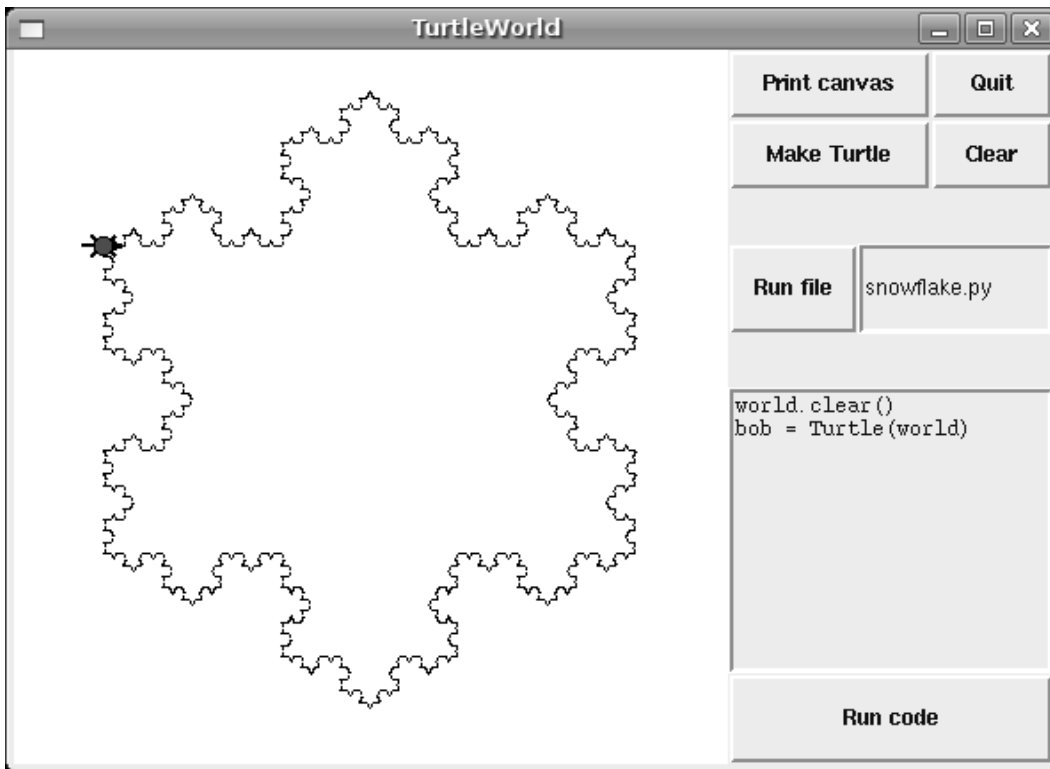 TurtleWorld
Print canvas
Quit
Make Turtle
Clear
Run file
snowflake.py
world.clear()
bob = Turtle(world)
Run code